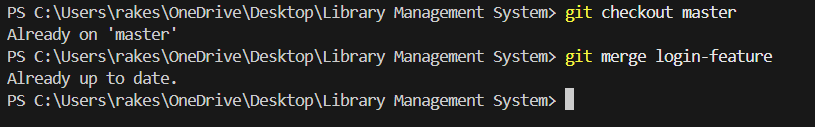 PS C:\Users\rakes\OneDrive\Desktop\Library Management System> git checkout master
Already on 'master'
PS C:\Users\rakes\OneDrive\Desktop\Library Management System> git merge login-feature
Already up to date.
PS C:\Users\rakes\OneDrive\Desktop\Library Management System>